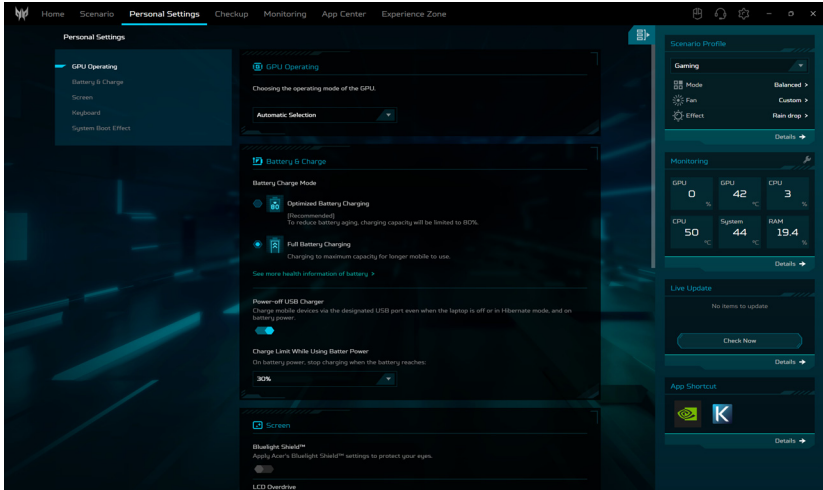 Home Scenario Personal Settings Checkup Monitoring App Center Experience Zone
Personal Settings
GPU Operating
Battery & Charge
Screen
Keyboard
System Boot Effect
GPU Operating
Choosing the operating mode of the GPU.
Automatic Selection
Battery & Charge
Battery Charge Mode
80
Optimized Battery Charging
[Recommended]
To reduce battery aging, charging capacity will be limited to 80%.
Full Battery Charging
Charging to maximum capacity for longer mobile to use.
See more health information of battery >
Power-off USB Charger
Charge mobile devices via the designated USB port even when the laptop is off or in Hibernate mode, and on
battery power.
Charge Limit While Using Batter Power
On battery power, stop charging when the battery reaches:
30%
Screen
Bluelight Shield™
Apply Acer's Bluelight Shield™ settings to protect your eyes.
LCD Overdrive
Scenario Profile
Gaming
Mode Balanced >
Fan Custom >
Effect Rain drop >
Details →
Monitoring
GPU GPU CPU
0 % 42 °C 3 %
CPU System RAM
50 °C 44 °C 19.4 %
Details →
Live Update
No items to update
Check Now
Details →
App Shortcut
K
Details →